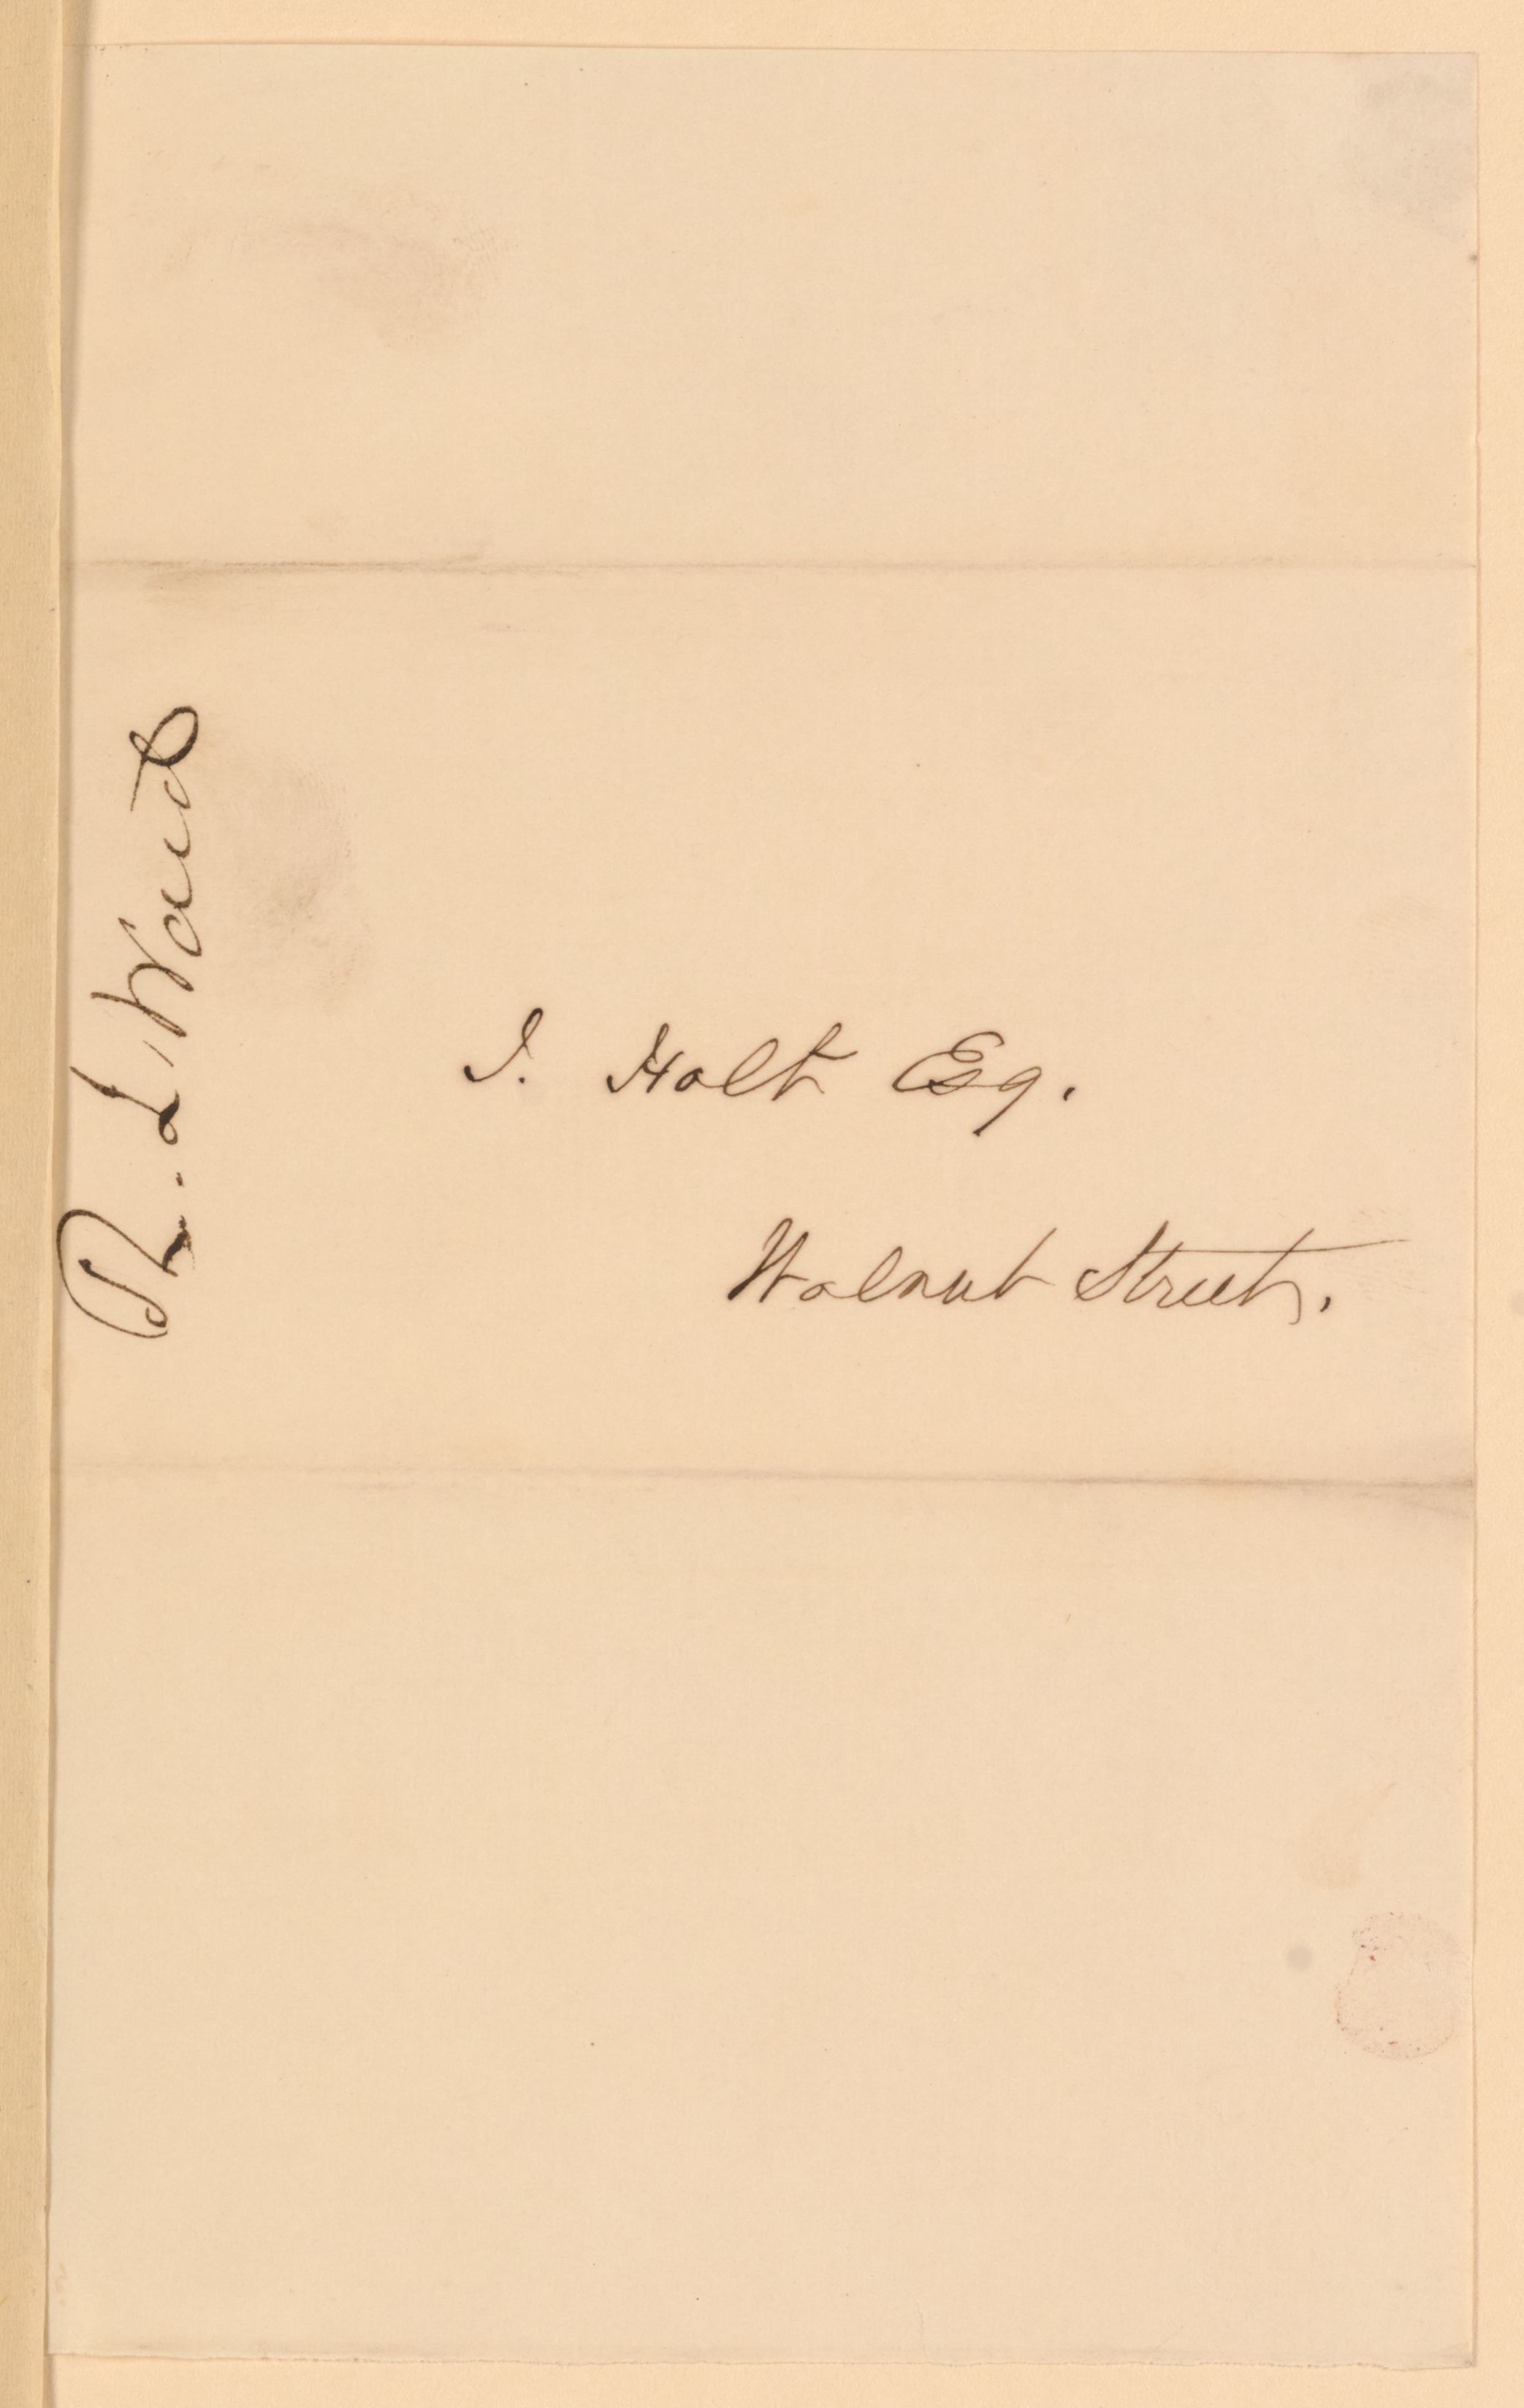 J. Holt Esq.
Walnut Street.
R. L. Ward